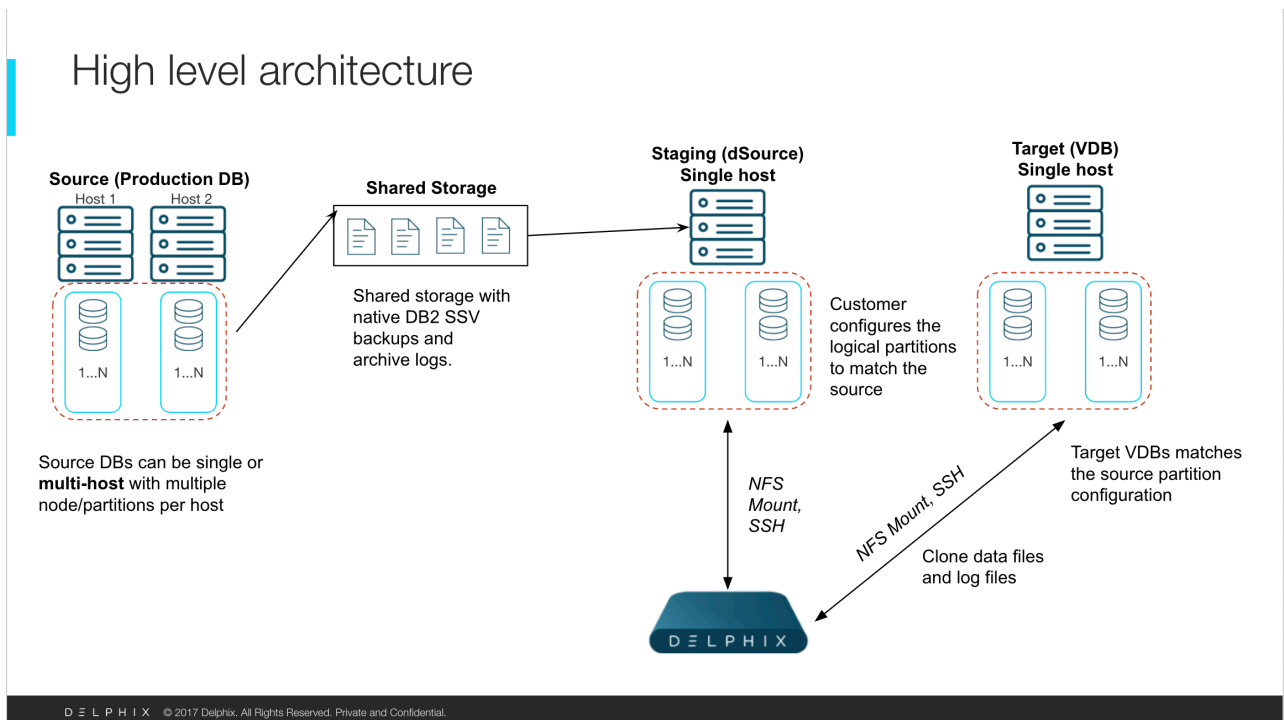 High level architecture
Source (Production DB)
Host 1
Host 2
1...N
1...N
Source DBs can be single or
multi-host with multiple
node/partitions per host
Shared Storage
Shared storage with
native DB2 SSV
backups and
archive logs.
Staging (dSource)
Single host
1...N
1...N
Customer
configures the
logical partitions
to match the
source
Target (VDB)
Single host
1...N
1...N
Target VDBs matches
the source partition
configuration
NFS
Mount,
SSH
NFS Mount, SSH
Clone data files
and log files
DELPHIX
DELPHIX © 2017 Delphix. All Rights Reserved. Private and Confidential.